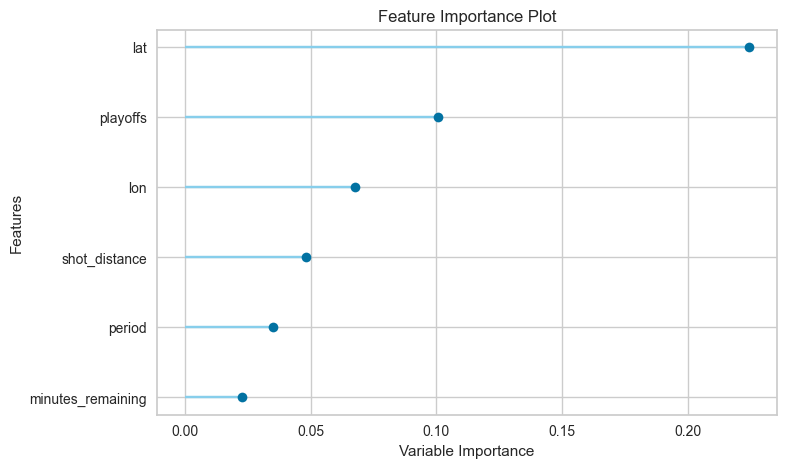 Feature Importance Plot
Features
lat
playoffs
lon
shot_distance
period
minutes_remaining
0.00 0.05 0.10 0.15 0.20
Variable Importance